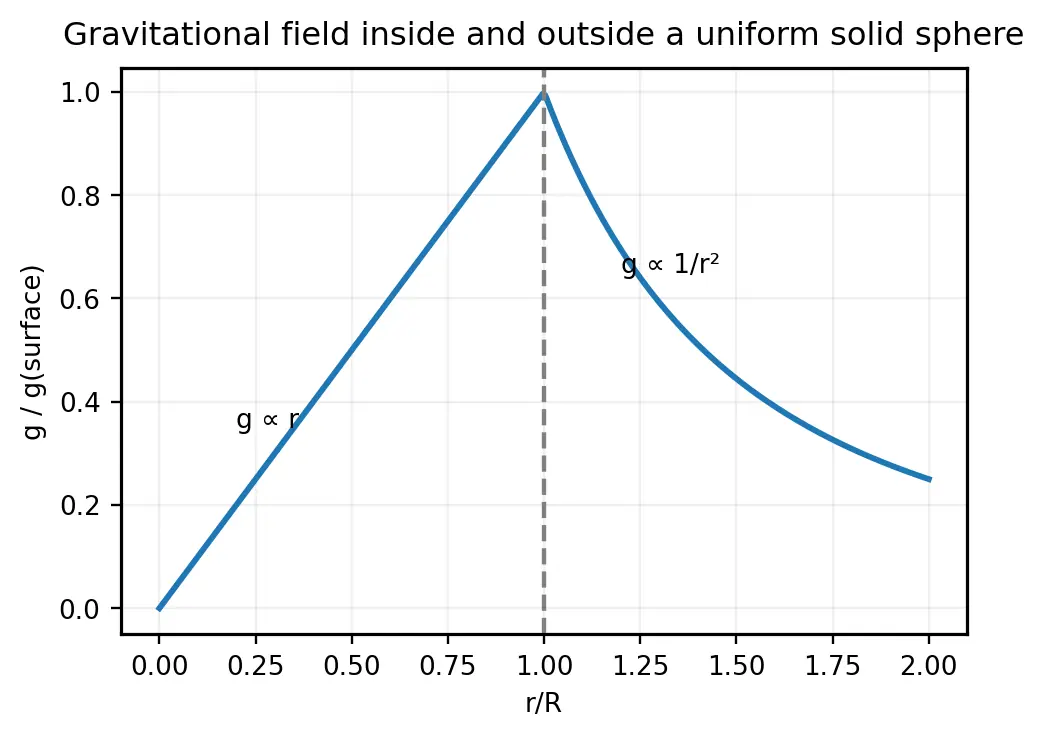 Gravitational field inside and outside a uniform solid sphere
g / g(surface)
1.0
0.8
0.6
0.4
0.2
0.0
g ∝ r
g ∝ 1/r²
0.00 0.25 0.50 0.75 1.00 1.25 1.50 1.75 2.00
r/R